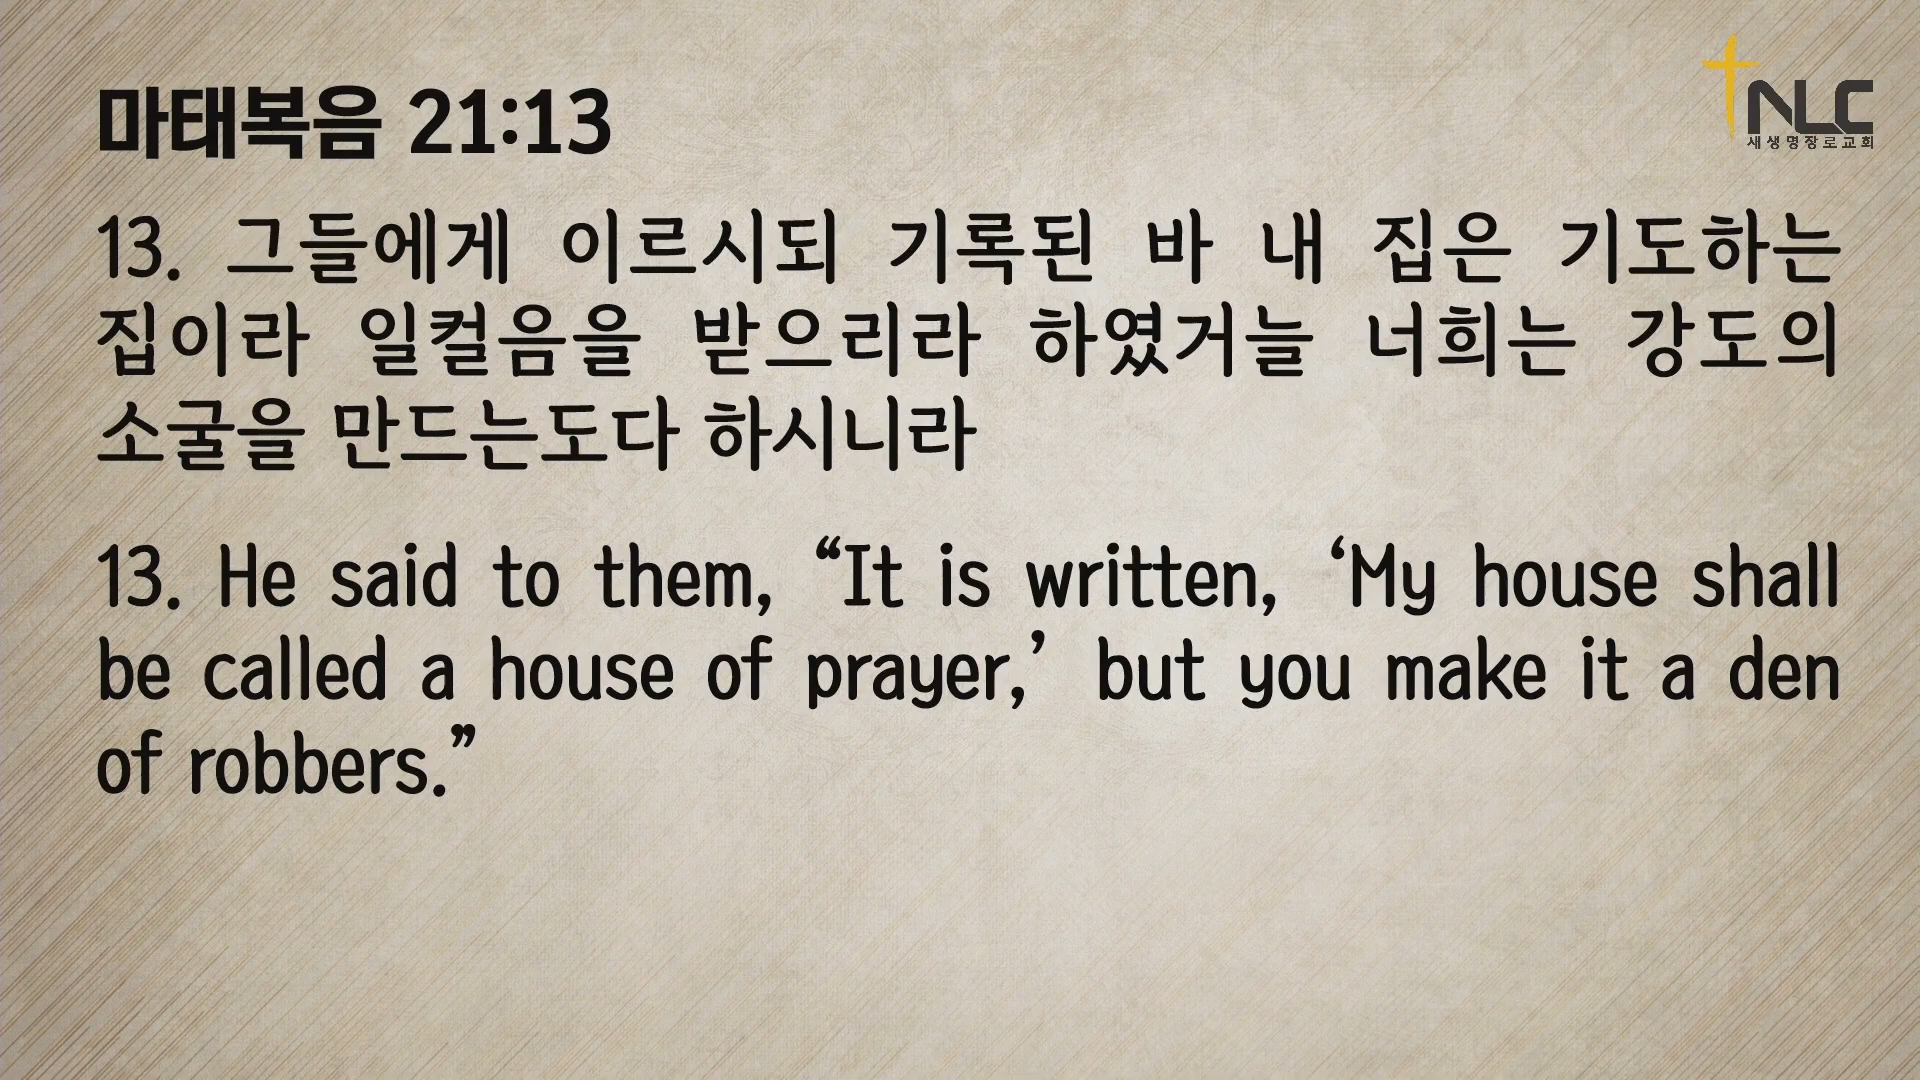 마태복음 21:13
NLC
새생명장로교회
13. 그들에게 이르시되 기록된 바 내 집은 기도하는
집이라 일컬음을 받으리라 하였거늘 너희는 강도의
소굴을 만드는도다 하시니라
13. He said to them, “It is written, ‘My house shall
be called a house of prayer,’ but you make it a den
of robbers.”